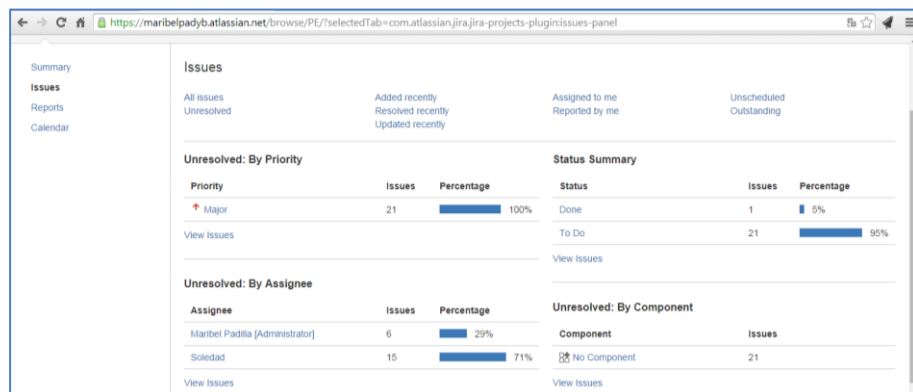 https://maribelpadyb.atlassian.net/browse/PE/?selectedTab=com.atlassian.jira.jira-projects-plugin:issues-panel
Summary
Issues
Reports
Calendar
Issues
All issues
Unresolved
Added recently
Resolved recently
Updated recently
Assigned to me
Reported by me
Unscheduled
Outstanding
Unresolved: By Priority
Priority Issues Percentage
Major 21 100%
View Issues
Unresolved: By Assignee
Assignee Issues Percentage
Maribel Padilla [Administrator] 6 29%
Soledad 15 71%
View Issues
Status Summary
Status Issues Percentage
Done 1 5%
To Do 21 95%
View Issues
Unresolved: By Component
Component Issues
No Component 21
View Issues